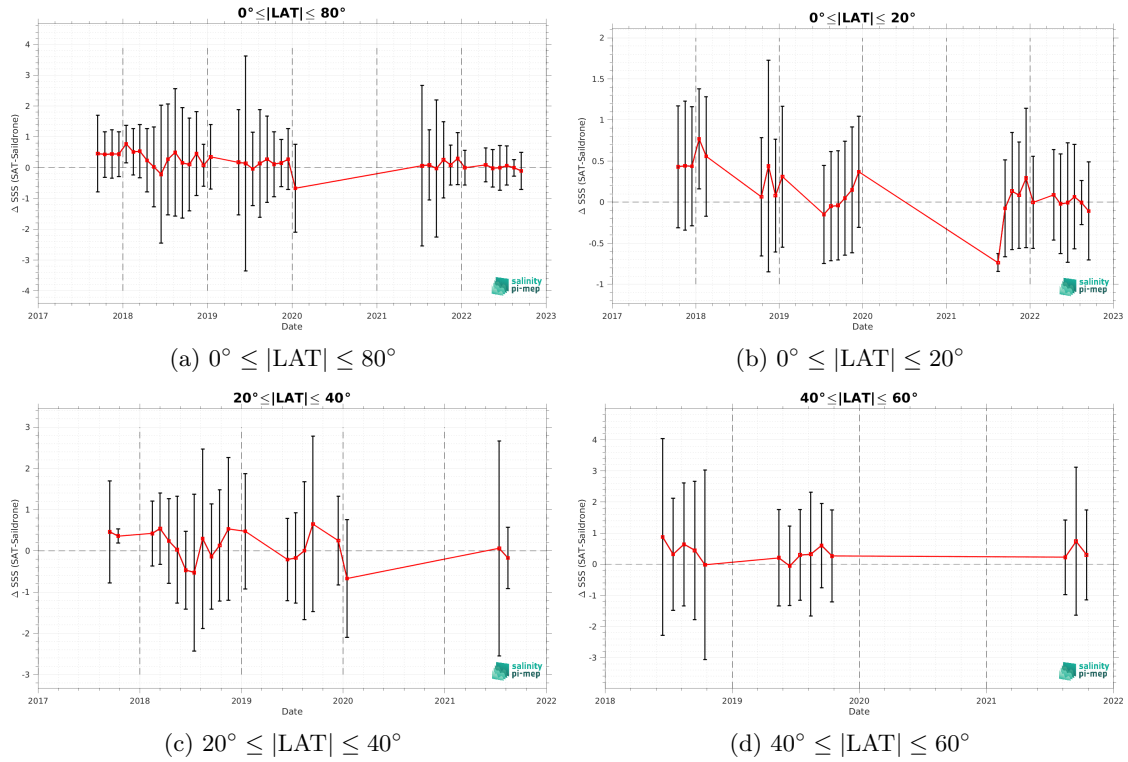 0°≤|LAT|≤ 80°
Δ SSS (SAT-Saildrone)
4
3
2
1
0
-1
-2
-3
-4
salinity
pi-mep
2017 2018 2019 2020 2021 2022 2023
Date
(a) 0° ≤ |LAT| ≤ 80°
0°≤|LAT|≤ 20°
Δ SSS (SAT-Saildrone)
2
1.5
1
0.5
0
-0.5
-1
salinity
pi-mep
2017 2018 2019 2020 2021 2022 2023
Date
(b) 0° ≤ |LAT| ≤ 20°
20°≤|LAT|≤ 40°
Δ SSS (SAT-Saildrone)
3
2
1
0
-1
-2
-3
salinity
pi-mep
2017 2018 2019 2020 2021 2022
Date
(c) 20° ≤ |LAT| ≤ 40°
40°≤|LAT|≤ 60°
Δ SSS (SAT-Saildrone)
4
3
2
1
0
-1
-2
-3
salinity
pi-mep
2018 2019 2020 2021 2022
Date
(d) 40° ≤ |LAT| ≤ 60°